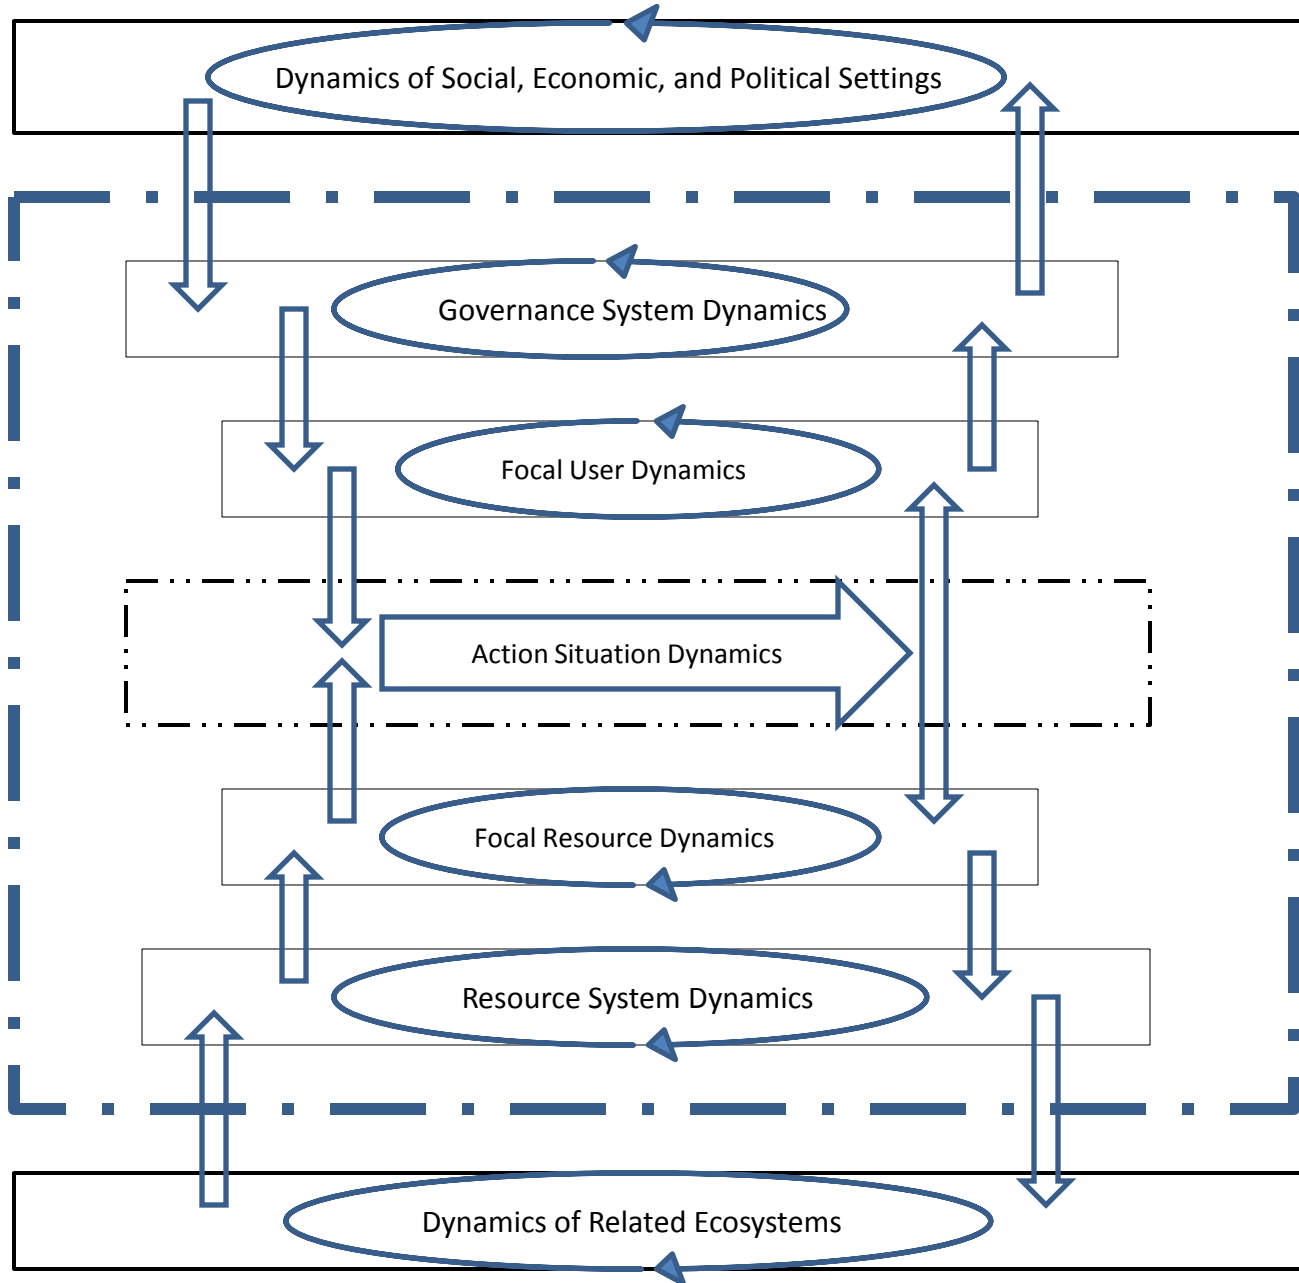 Dynamics of Social, Economic, and Political Settings
Governance System Dynamics
Focal User Dynamics
Action Situation Dynamics
Focal Resource Dynamics
Resource System Dynamics
Dynamics of Related Ecosystems